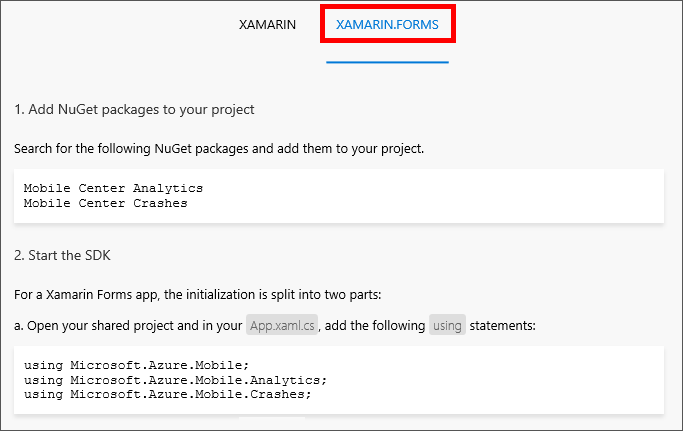 XAMARIN XAMARIN.FORMS
1. Add NuGet packages to your project
Search for the following NuGet packages and add them to your project.
Mobile Center Analytics
Mobile Center Crashes
2. Start the SDK
For a Xamarin Forms app, the initialization is split into two parts:
a. Open your shared project and in your App.xaml.cs, add the following using statements:
using Microsoft.Azure.Mobile;
using Microsoft.Azure.Mobile.Analytics;
using Microsoft.Azure.Mobile.Crashes;